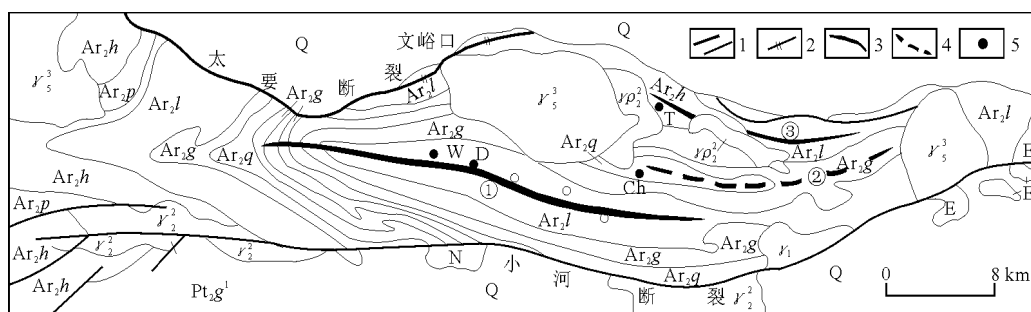 Ar₂h
Q
文峪口
1
2
3
4
5
太要断裂
γ₅³
Ar₂p
Ar₂l
Ar₂g
Ar₂l
γ₅³
γρ₂²
Ar₂h
T
③
Ar₂l
Ar₂g
W
D
Ar₂q
γρ₂²
Ar₂l
Ar₂g
γ₅³
E
E
Ar₂g
Ar₂q
Ch
②
Ar₂h
①
Ar₂l
Ar₂p
γ₂²
γ₂²
γ₂²
Ar₂h
Ar₂g
Ar₂g
γ₁
N
小河断裂
Ar₂q
γ₂²
Q
0 8 km
Ar₂h
Pt₂g¹
Q